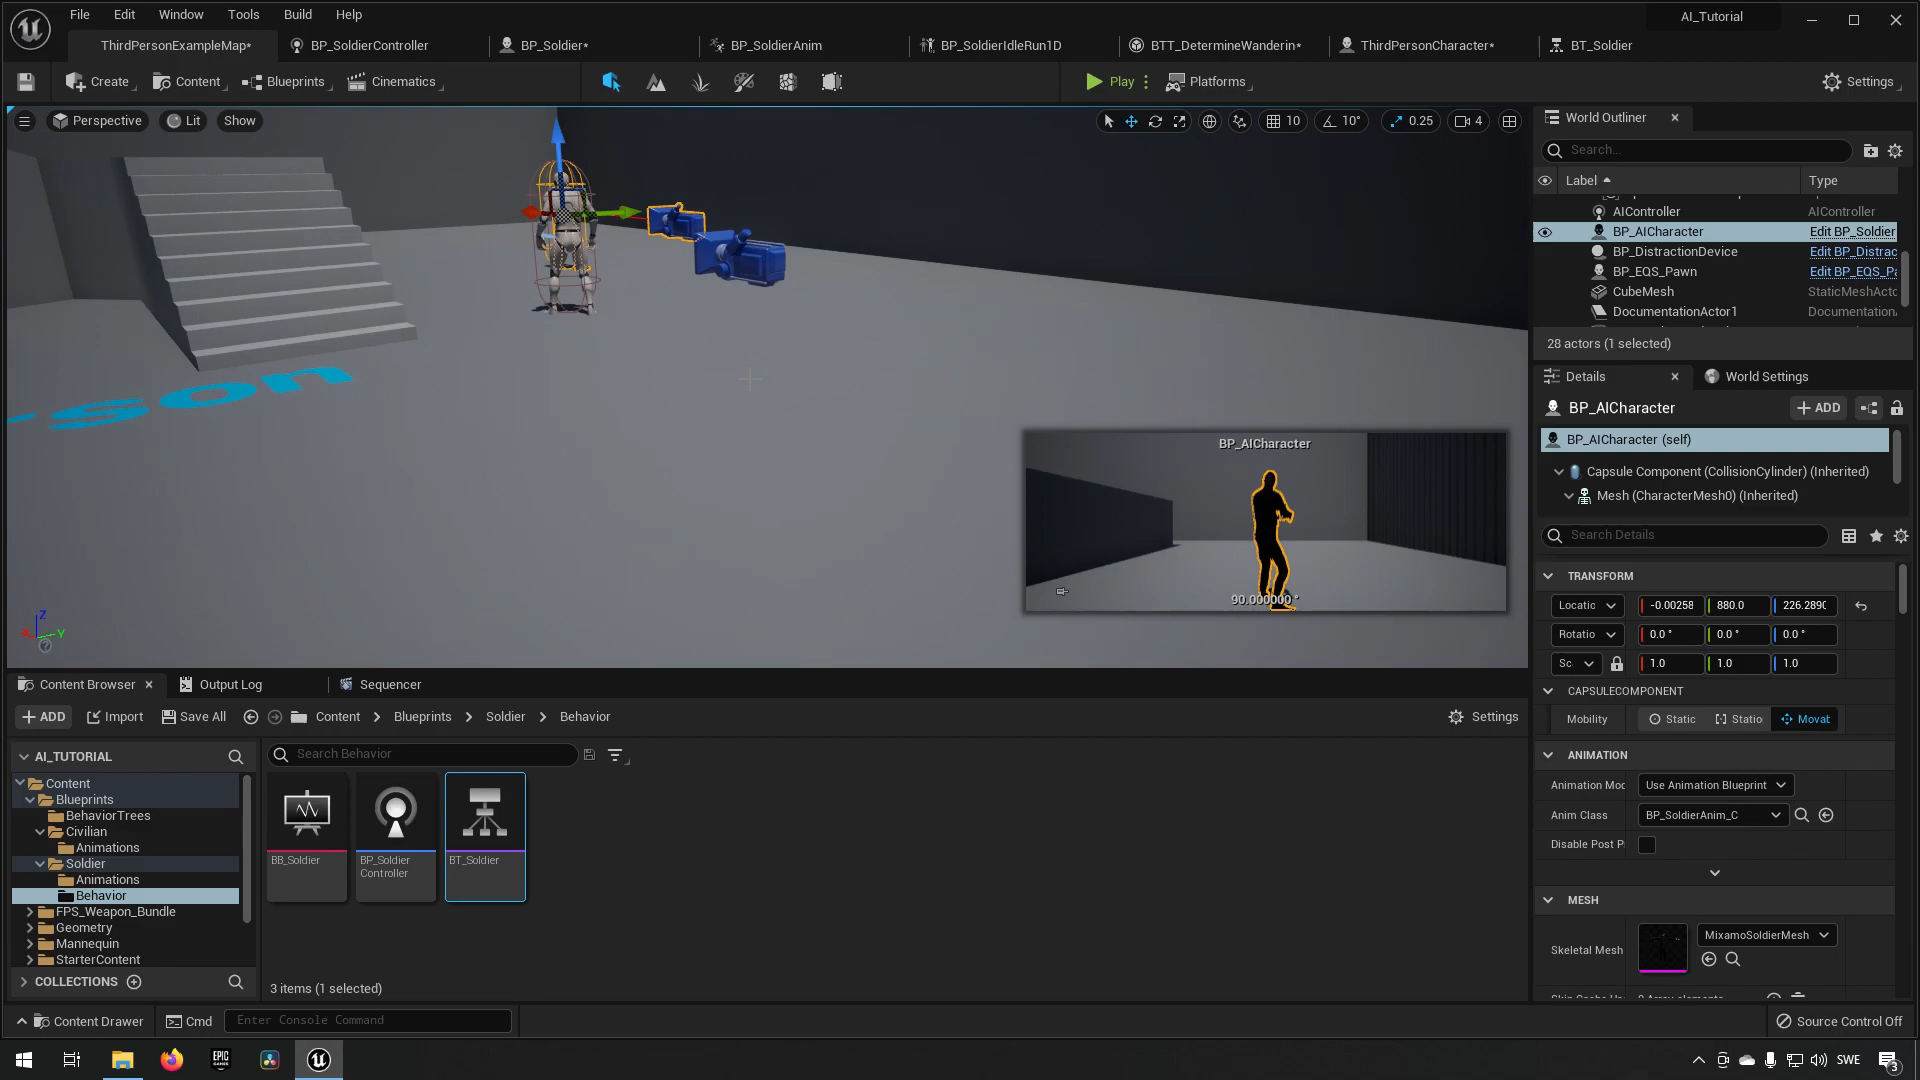 File Edit Window Tools Build Help
AI_Tutorial
ThirdPersonExampleMap* BP_SoldierController BP_Soldier* BP_SoldierAnim BP_SoldierIdleRun1D BTT_DetermineWanderin* ThirdPersonCharacter* BT_Soldier
Create Content Blueprints Cinematics Play Platforms Settings
Perspective Lit Show 10 10° 0.25 4
World Outliner
Search...
Label Type
AIController AIController
BP_AICharacter Edit BP_Soldier
BP_DistractionDevice Edit BP_Distrac
BP_EQS_Pawn Edit BP_EQS_Pa
CubeMesh StaticMeshActo
DocumentationActor1 Documentation
28 actors (1 selected)
Details World Settings
BP_AICharacter ADD
BP_AICharacter (self)
Capsule Component (CollisionCylinder) (Inherited)
Mesh (CharacterMesh0) (Inherited)
Search Details
TRANSFORM
Locatic -0.00258 880.0 226.289
Rotatio 0.0 ° 0.0 ° 0.0 °
Sc 1.0 1.0 1.0
CAPSULECOMPONENT
Mobility Static Statio Movab
ANIMATION
Animation Moc Use Animation Blueprint
Anim Class BP_SoldierAnim_C
Disable Post P
MESH
Skeletal Mesh MixamoSoldierMesh
-son
BP_AICharacter
90.000000 °
Z
X Y
Content Browser Output Log Sequencer
ADD Import Save All Content Blueprints Soldier Behavior Settings
AI_TUTORIAL
Search Behavior
Content
Blueprints
BehaviorTrees
Civilian
Animations
Soldier
Animations
Behavior
FPS_Weapon_Bundle
Geometry
Mannequin
StarterContent
COLLECTIONS
BB_Soldier
BP_Soldier
Controller
BT_Soldier
3 items (1 selected)
Content Drawer Cmd Enter Console Command Source Control Off
EPIC
GAMES
SWE
3